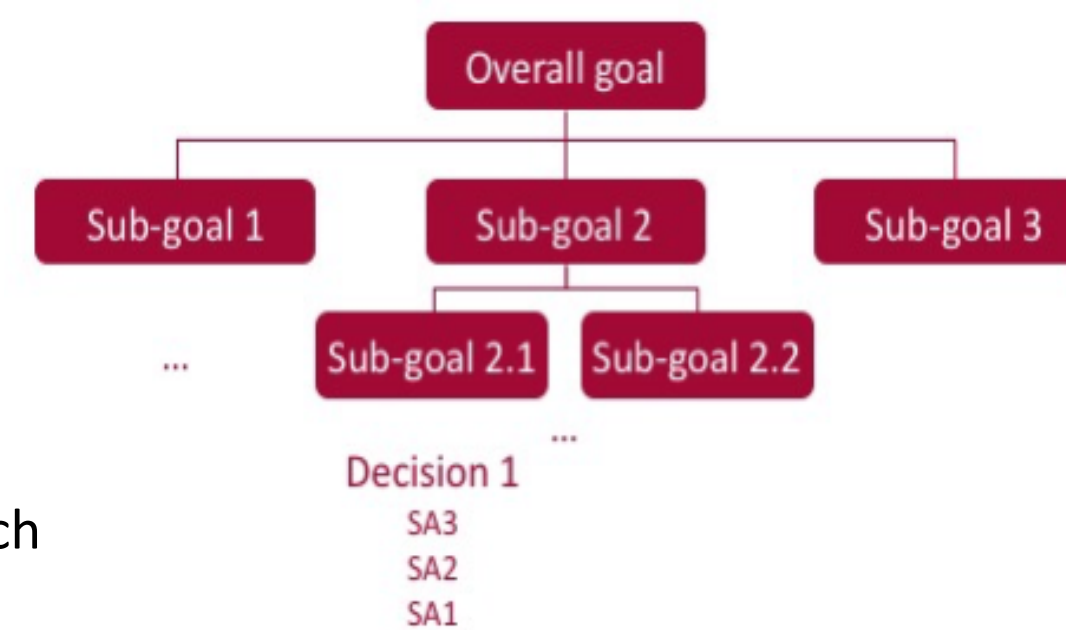 Overall goal
Sub-goal 1 Sub-goal 2 Sub-goal 3
... Sub-goal 2.1 Sub-goal 2.2
...
Decision 1
SA3
ch
SA2
SA1